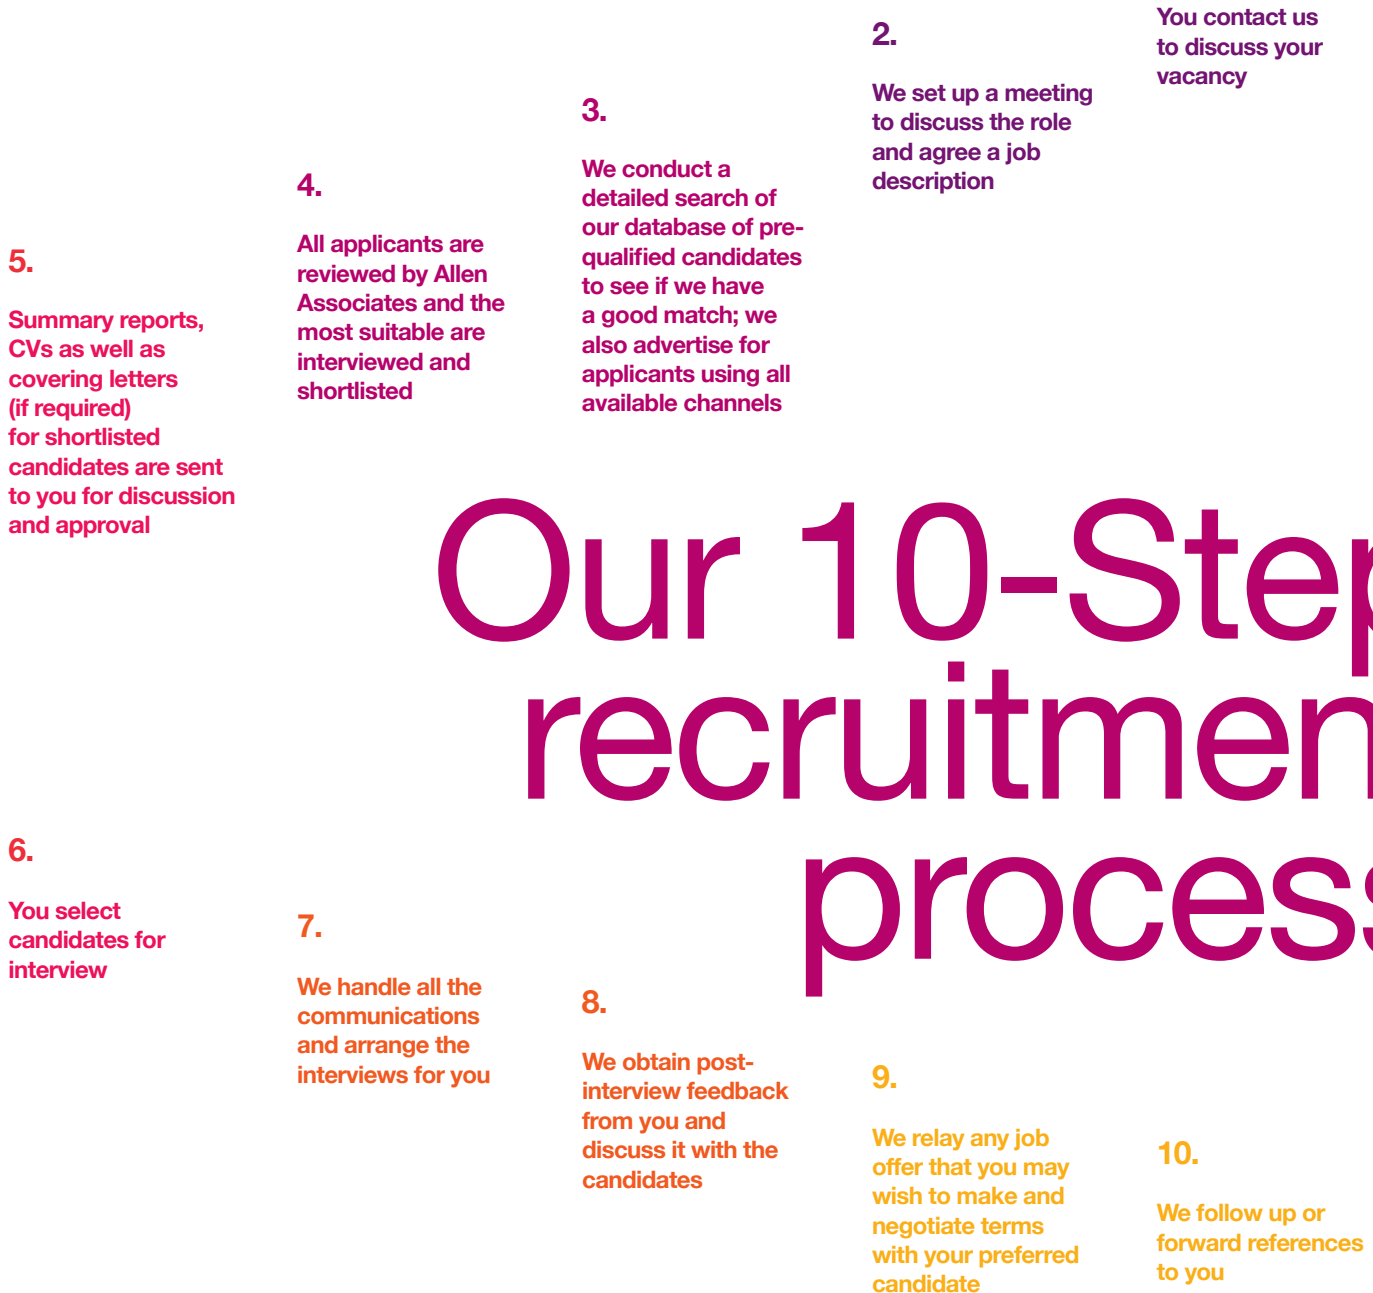 You contact us
to discuss your
vacancy
2.
We set up a meeting
to discuss the role
and agree a job
description
3.
We conduct a
detailed search of
our database of pre-
qualified candidates
to see if we have
a good match; we
also advertise for
applicants using all
available channels
4.
All applicants are
reviewed by Allen
Associates and the
most suitable are
interviewed and
shortlisted
5.
Summary reports,
CVs as well as
covering letters
(if required)
for shortlisted
candidates are sent
to you for discussion
and approval
Our 10-Step
recruitmen
process
6.
You select
candidates for
interview
7.
We handle all the
communications
and arrange the
interviews for you
8.
We obtain post-
interview feedback
from you and
discuss it with the
candidates
9.
We relay any job
offer that you may
wish to make and
negotiate terms
with your preferred
candidate
10.
We follow up or
forward references
to you